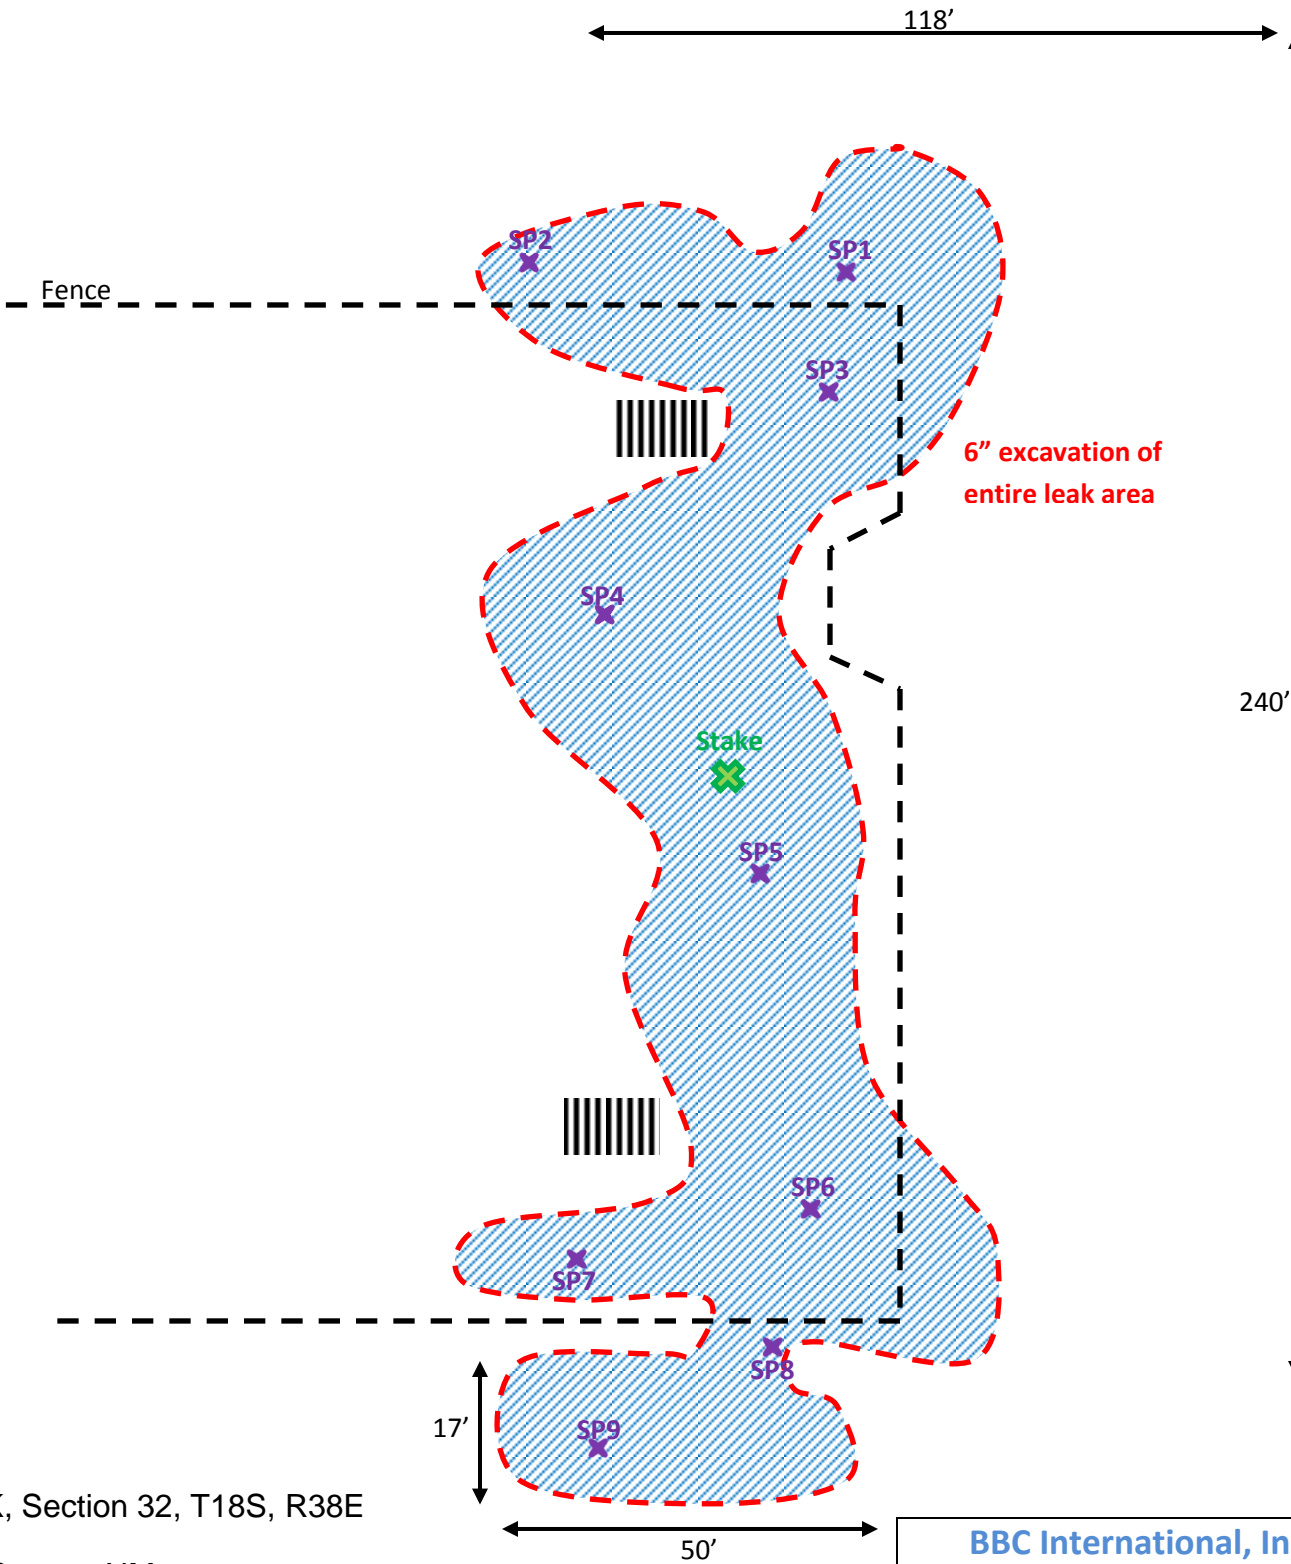 118’
SP2
SP1
Fence
SP3
6” excavation of
entire leak area
SP4
240’
Stake
SP5
SP6
SP7
SP8
17’
SP9
Section 32, T18S, R38E
BBC International,
50’